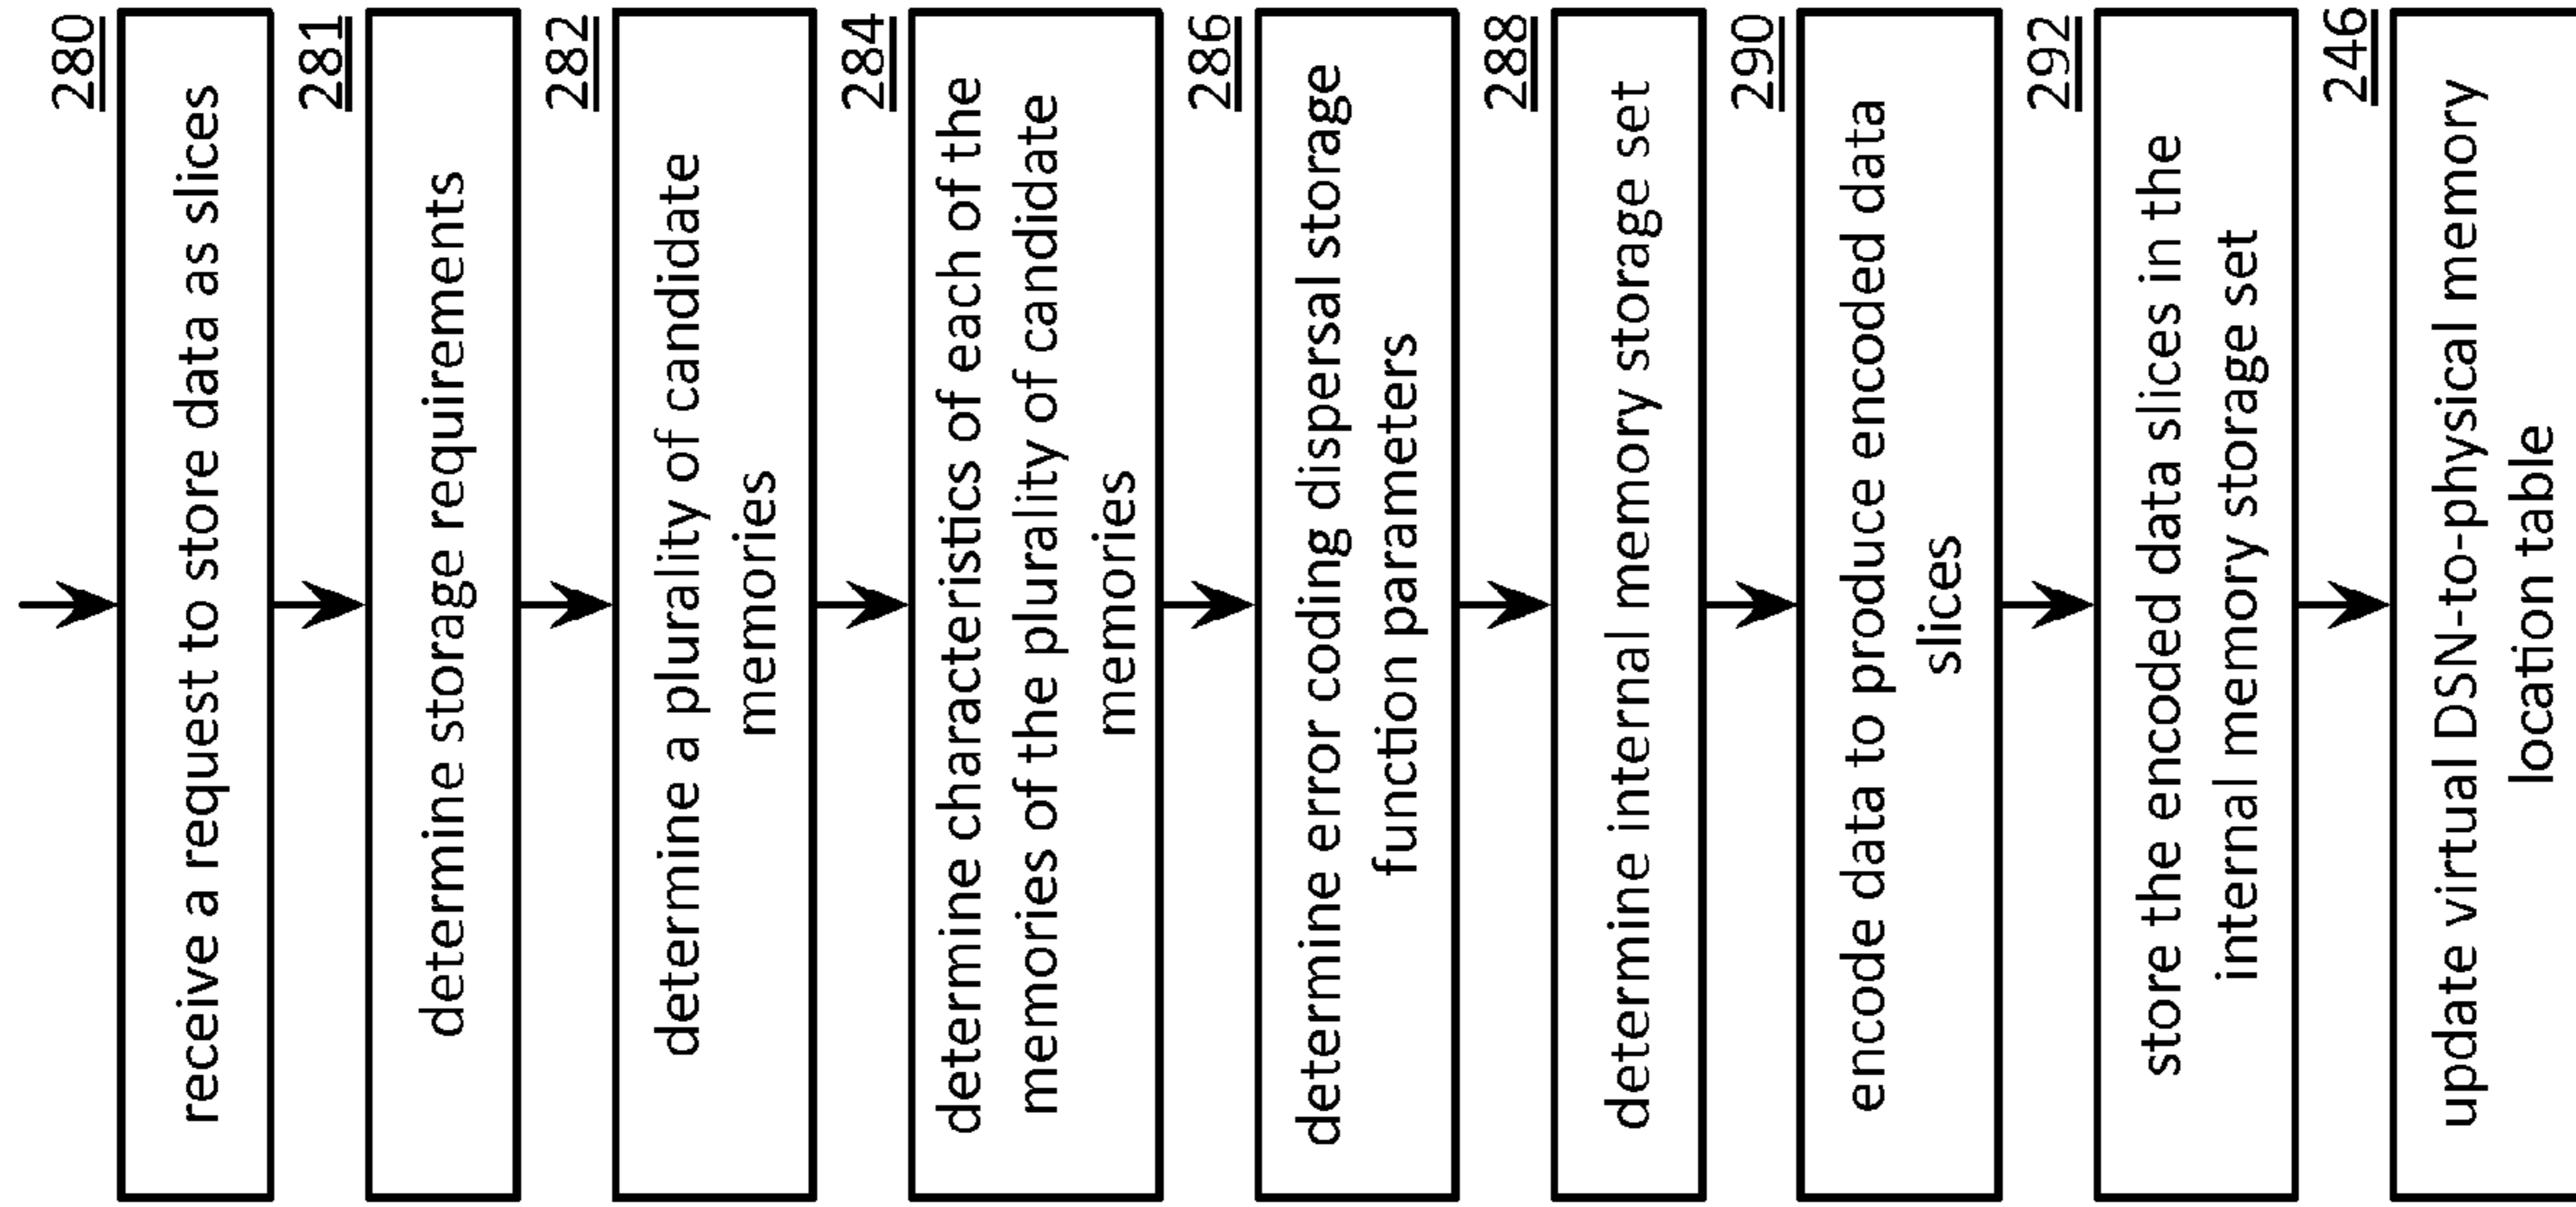 280
receive a request to store data as slices
281
determine storage requirements
282
determine a plurality of candidate
memories
284
determine characteristics of each of the
memories of the plurality of candidate
memories
286
determine error coding dispersal storage
function parameters
288
determine internal memory storage set
290
encode data to produce encoded data
slices
292
store the encoded data slices in the
internal memory storage set
246
update virtual DSN-to-physical memory
location table